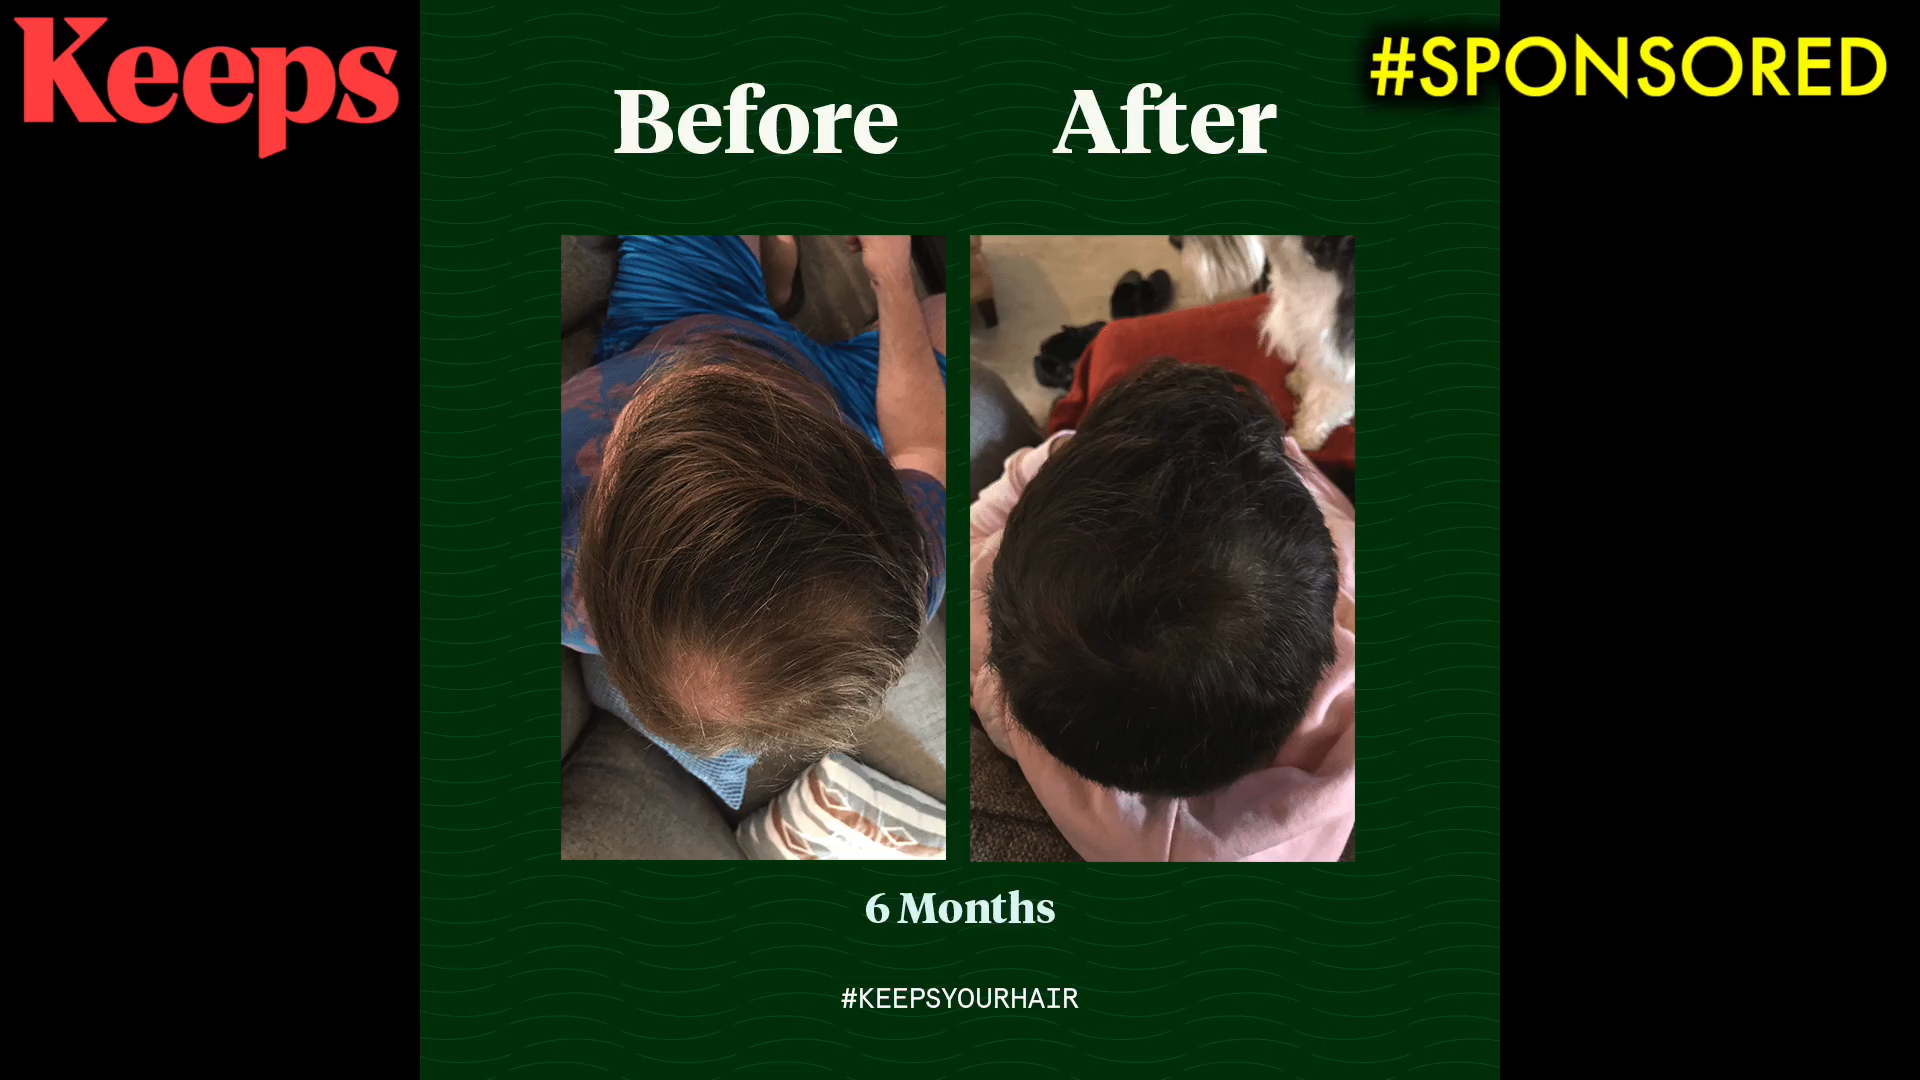 Keeps
#SPONSORED
Before
After
6 Months
#KEEPSYOURHAIR